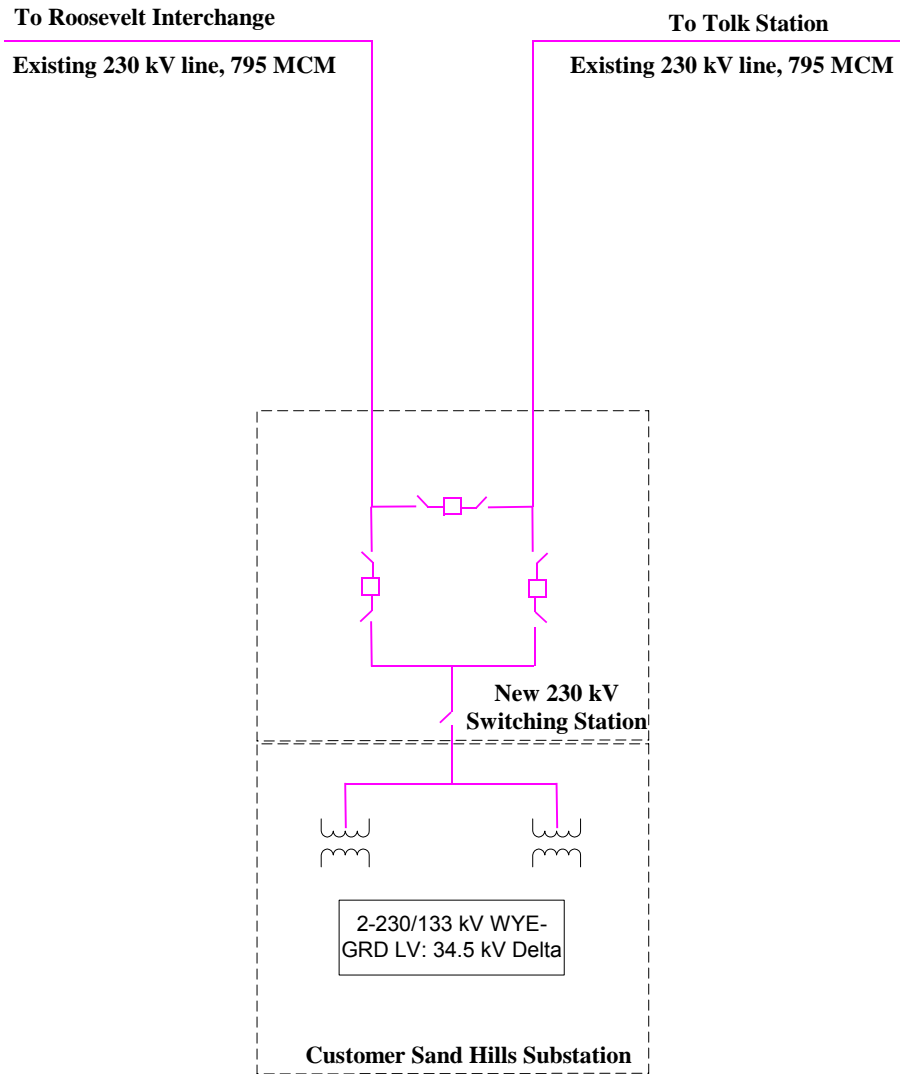 To Roosevelt Interchange
To Tolk Station
Existing 230 kV line, 795 MCM
Existing 230 kV line, 795 MCM
New 230 kV
Switching Station
2-230/133 kV WYE-
GRD LV: 34.5 kV Delta
Customer Sand Hills Substation